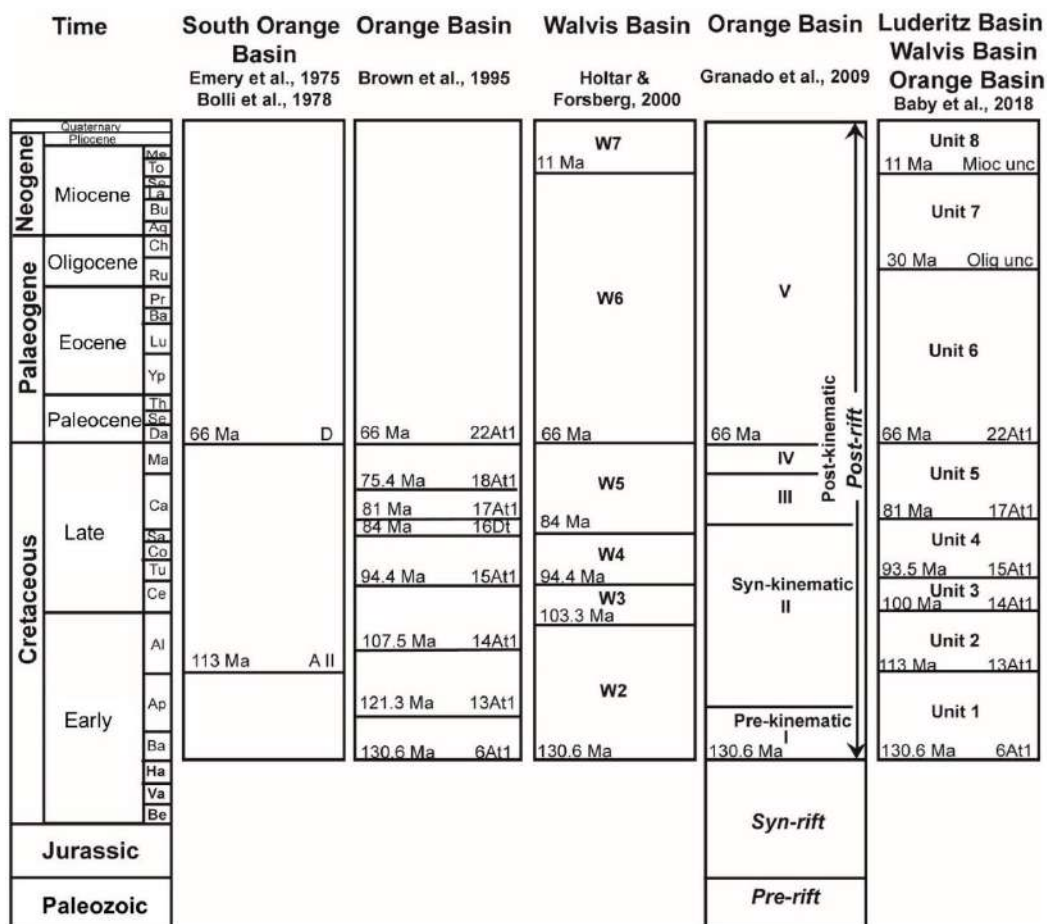 Time
South Orange
Basin
Emery et al., 1975
Bolli et al., 1978
Orange Basin
Brown et al., 1995
Walvis Basin
Holtar &
Forsberg, 2000
Orange Basin
Granado et al., 2009
Luderitz Basin
Walvis Basin
Orange Basin
Baby et al., 2018
Quaternary
Neogene
Pliocene
Miocene
Me
To
Se
La
Bu
Aq
Palaeogene
Oligocene
Ch
Ru
Eocene
Pr
Ba
Lu
Yp
Paleocene
Th
Se
Da
Cretaceous
Late
Ma
Ca
Sa
Co
Tu
Ce
Early
Al
Ap
Ba
Ha
Va
Be
Jurassic
Paleozoic
66 Ma D
113 Ma A II
66 Ma 22At1
75.4 Ma 18At1
81 Ma 17At1
84 Ma 16Dt
94.4 Ma 15At1
107.5 Ma 14At1
121.3 Ma 13At1
130.6 Ma 6At1
W7
11 Ma
W6
66 Ma
W5
84 Ma
W4
94.4 Ma
W3
103.3 Ma
W2
130.6 Ma
V
66 Ma
IV
III
Syn-kinematic
II
Pre-kinematic
I
130.6 Ma
Post-kinematic
Post-rift
Syn-rift
Pre-rift
Unit 8
11 Ma Mioc unc
Unit 7
30 Ma Olig unc
Unit 6
66 Ma 22At1
Unit 5
81 Ma 17At1
Unit 4
93.5 Ma 15At1
Unit 3
100 Ma 14At1
Unit 2
113 Ma 13At1
Unit 1
130.6 Ma 6At1